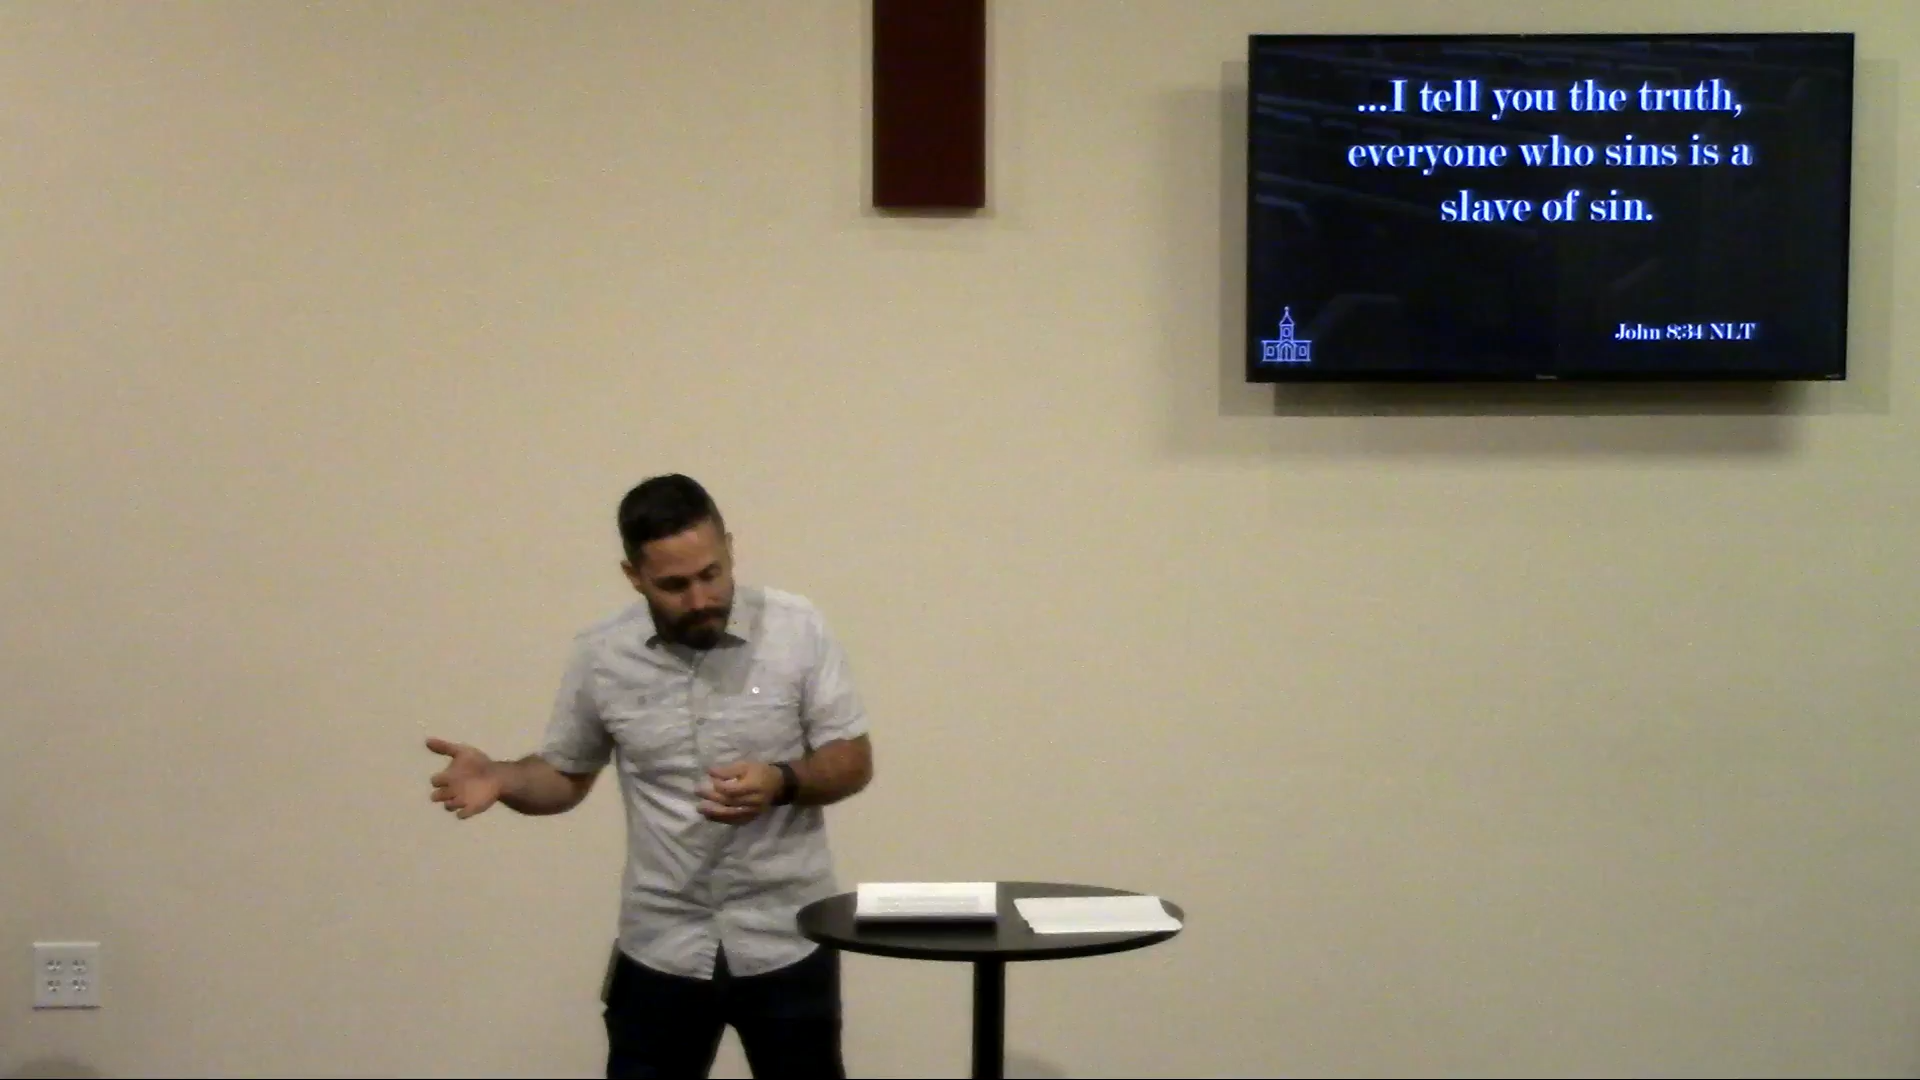 ...I tell you the truth,
everyone who sins is a
slave of sin.
John 8:34 NLT